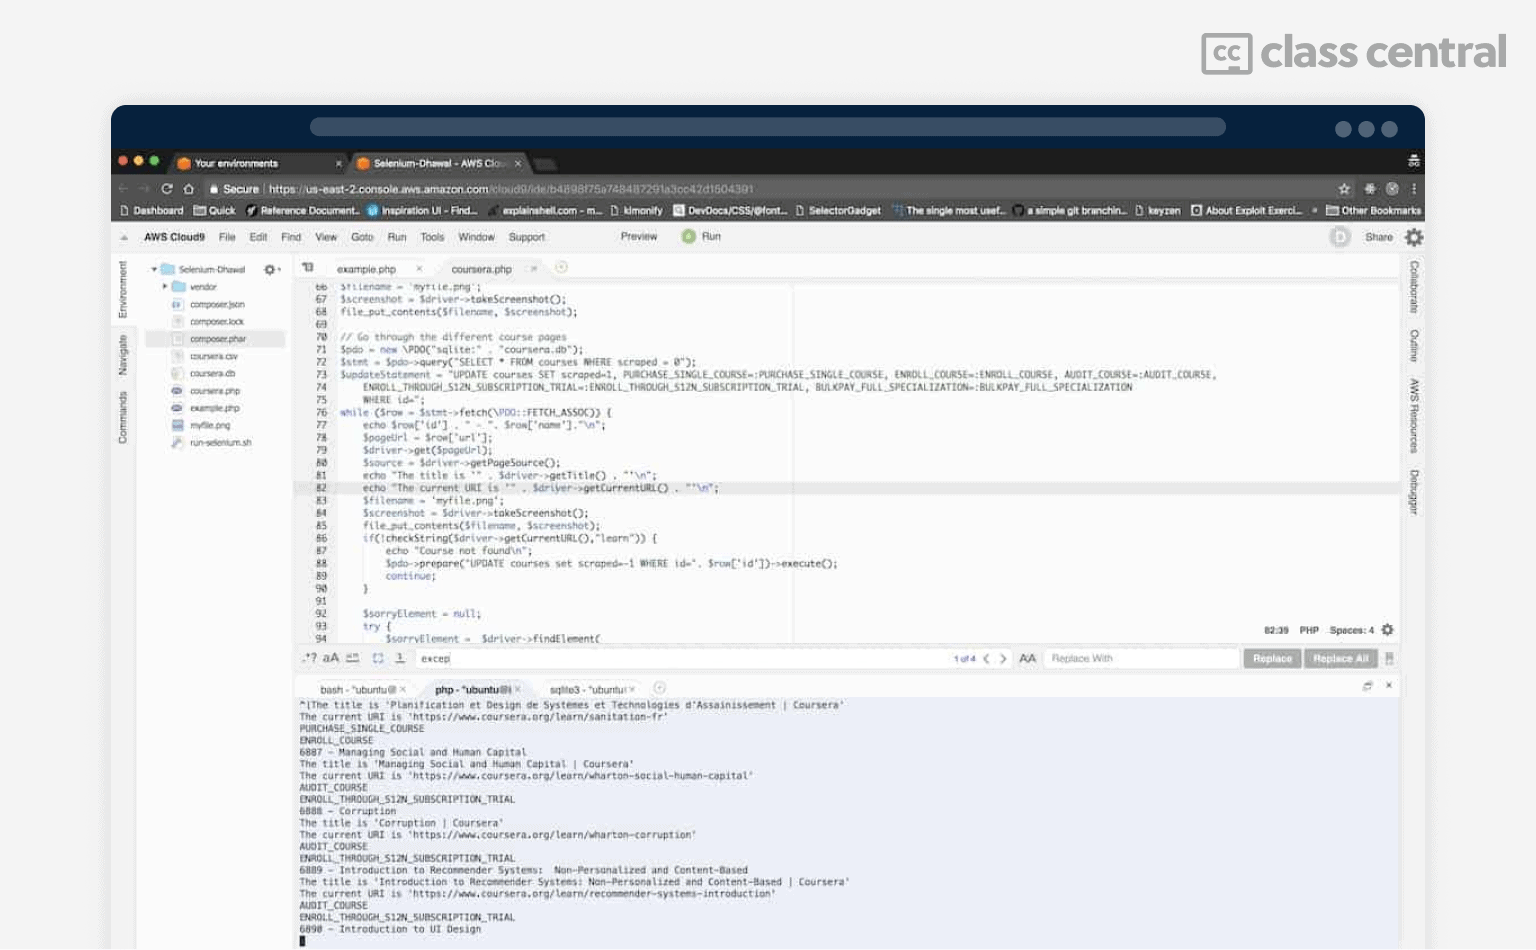 cc class central
Your environments
Selenium-Dhawal - AWS Clou
Secure https://us-east-2.console.aws.amazon.com/cloud9/ide/b4898f75a748487291a3cc42d1504391
Dashboard Quick Reference Document... Inspiration UI - Find... explainshell.com - m... kimonify DevDocs/CSS/@font... SelectorGadget The single most usef... a simple git branchin... keyzen About Exploit Exerci... » Other Bookmarks
AWS Cloud9 File Edit Find View Goto Run Tools Window Support Preview Run D Share
Environment
Navigate
Commands
Selenium-Dhawal
vendor
composer.json
composer.lock
composer.phar
coursera.csv
coursera.db
coursera.php
example.php
myfile.png
run-selenium.sh
example.php × coursera.php ×
66 $filename = 'myfile.png';
67 $screenshot = $driver->takeScreenshot();
68 file_put_contents($filename, $screenshot);
69
70 // Go through the different course pages
71 $pdo = new \PDO("sqlite:" . "coursera.db");
72 $stmt = $pdo->query("SELECT * FROM courses WHERE scraped = 0");
73 $updateStatement = "UPDATE courses SET scraped=1, PURCHASE_SINGLE_COURSE=:PURCHASE_SINGLE_COURSE, ENROLL_COURSE=:ENROLL_COURSE, AUDIT_COURSE=:AUDIT_COURSE,
74 ENROLL_THROUGH_S12N_SUBSCRIPTION_TRIAL=:ENROLL_THROUGH_S12N_SUBSCRIPTION_TRIAL, BULKPAY_FULL_SPECIALIZATION=:BULKPAY_FULL_SPECIALIZATION
75 WHERE id=";
76 while ($row = $stmt->fetch(\PDO::FETCH_ASSOC)) {
77 echo $row['id'] . " - ". $row['name']."\n";
78 $pageUrl = $row['url'];
79 $driver->get($pageUrl);
80 $source = $driver->getPageSource();
81 echo "The title is '" . $driver->getTitle() . "'\n";
82 echo "The current URI is '" . $driver->getCurrentURL() . "'\n";
83 $filename = 'myfile.png';
84 $screenshot = $driver->takeScreenshot();
85 file_put_contents($filename, $screenshot);
86 if(!checkString($driver->getCurrentURL(),"learn")) {
87 echo "Course not found\n";
88 $pdo->prepare("UPDATE courses set scraped=-1 WHERE id=". $row['id'])->execute();
89 continue;
90 }
91
92 $sorryElement = null;
93 try {
94 $sorryElement = $driver->findElement(
82:39 PHP Spaces: 4
Collaborate
Outline
AWS Resources
Debugger
.*? aA excep 1 of 4 AA Replace With Replace Replace All
bash - "ubuntu@ × php - "ubuntu@i × sqlite3 - "ubuntu( ×
^[The title is 'Planification et Design de Systèmes et Technologies d'Assainissement | Coursera'
The current URI is 'https://www.coursera.org/learn/sanitation-fr'
PURCHASE_SINGLE_COURSE
ENROLL_COURSE
6887 - Managing Social and Human Capital
The title is 'Managing Social and Human Capital | Coursera'
The current URI is 'https://www.coursera.org/learn/wharton-social-human-capital'
AUDIT_COURSE
ENROLL_THROUGH_S12N_SUBSCRIPTION_TRIAL
6888 - Corruption
The title is 'Corruption | Coursera'
The current URI is 'https://www.coursera.org/learn/wharton-corruption'
AUDIT_COURSE
ENROLL_THROUGH_S12N_SUBSCRIPTION_TRIAL
6889 - Introduction to Recommender Systems:  Non-Personalized and Content-Based
The title is 'Introduction to Recommender Systems: Non-Personalized and Content-Based | Coursera'
The current URI is 'https://www.coursera.org/learn/recommender-systems-introduction'
AUDIT_COURSE
ENROLL_THROUGH_S12N_SUBSCRIPTION_TRIAL
6890 - Introduction to UI Design